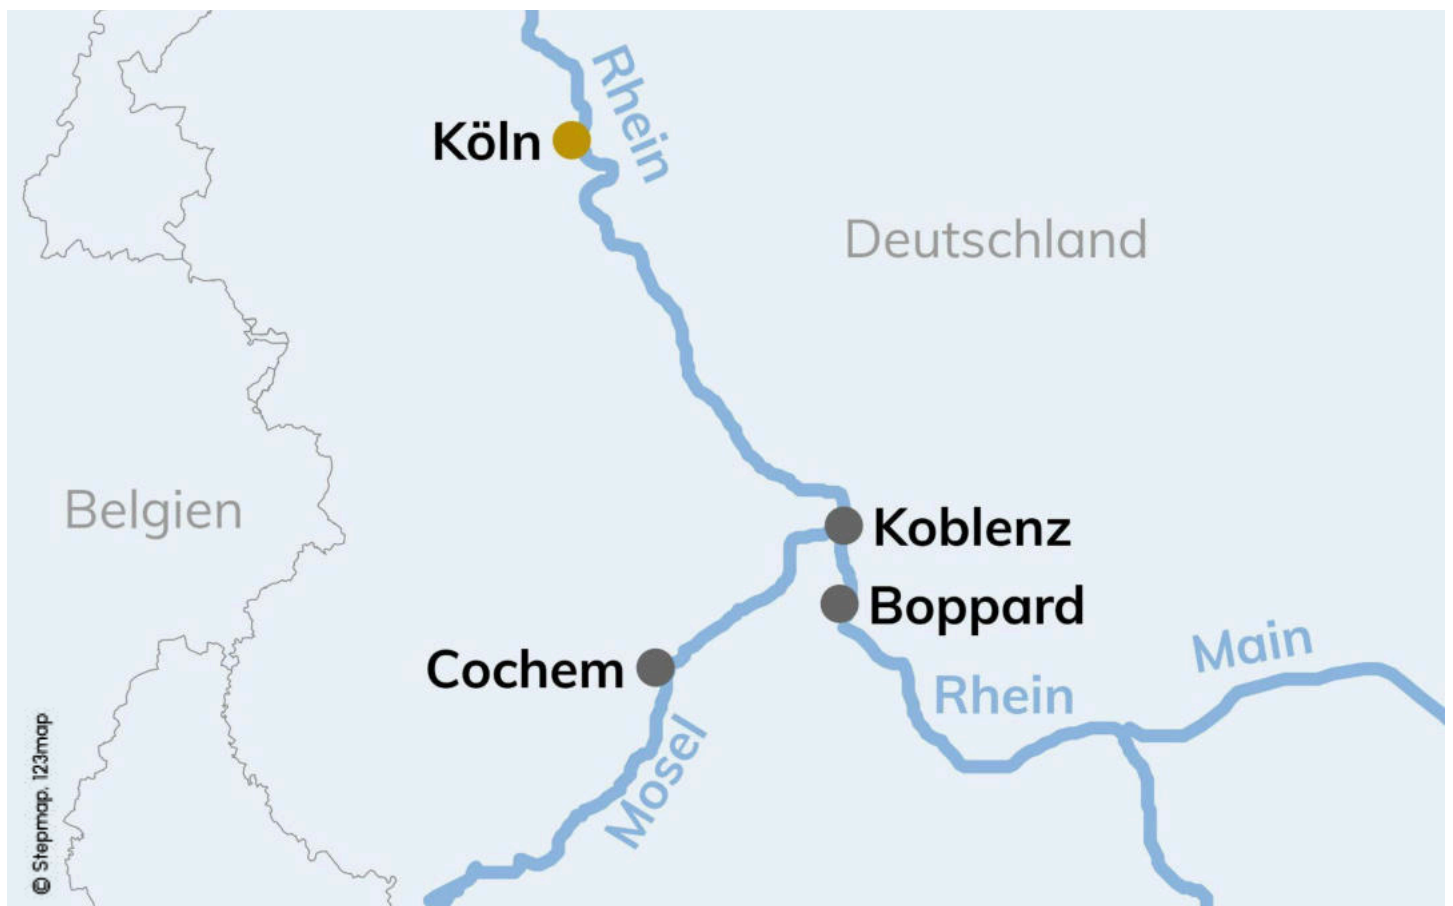 Rhein
Köln
Deutschland
Belgien
Koblenz
Boppard
Main
Cochem
Rhein
Mosel
© Stepmap, 123map